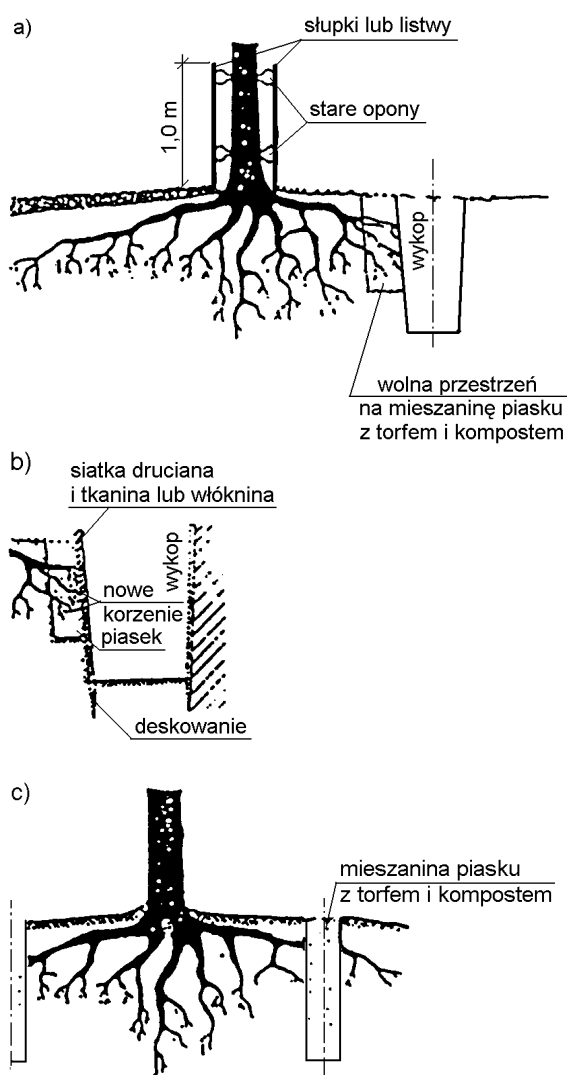 a)
słupki lub listwy
stare opony
1,0 m
wykop
wolna przestrzeń
na mieszaninę piasku
z torfem i kompostem
b)
siatka druciana
i tkanina lub włóknina
wykop
nowe
korzenie
piasek
deskowanie
c)
mieszanina piasku
z torfem i kompostem